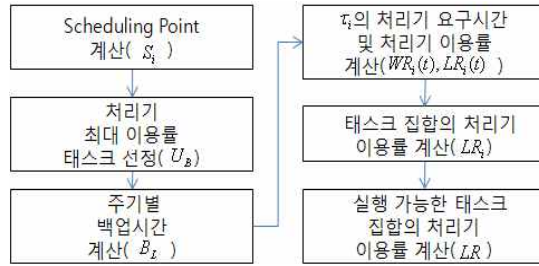 Scheduling Point
계산( S_i )
처리기
최대 이용률
태스크 선정( U_B )
주기별
백업시간
계산( B_L )
τ_i의 처리기 요구시간
및 처리기 이용률
계산(WR_i(t), LR_i(t) )
태스크 집합의 처리기
이용률 계산(LR_i)
실행 가능한 태스크
집합의 처리기
이용률 계산(LR)